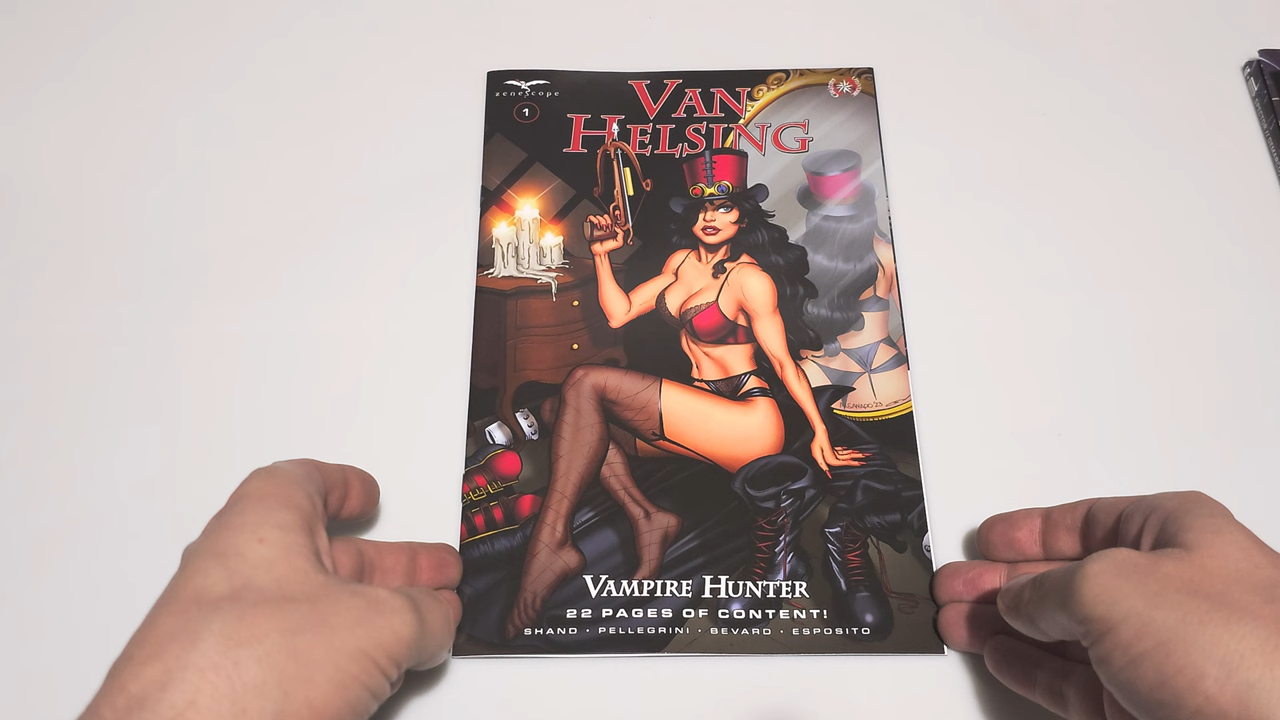 zenescope
1
VAN
HELSING
VAMPIRE HUNTER
22 PAGES OF CONTENT!
SHAND • PELLEGRINI • BEVARD • ESPOSITO